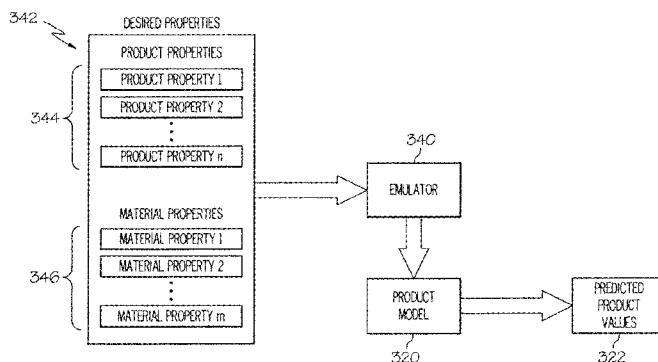 342
DESIRED PROPERTIES
PRODUCT PROPERTIES
PRODUCT PROPERTY 1
PRODUCT PROPERTY 2
PRODUCT PROPERTY n
344
MATERIAL PROPERTIES
MATERIAL PROPERTY 1
MATERIAL PROPERTY 2
MATERIAL PROPERTY m
346
340
EMULATOR
PRODUCT
MODEL
320
PREDICTED
PRODUCT
VALUES
322